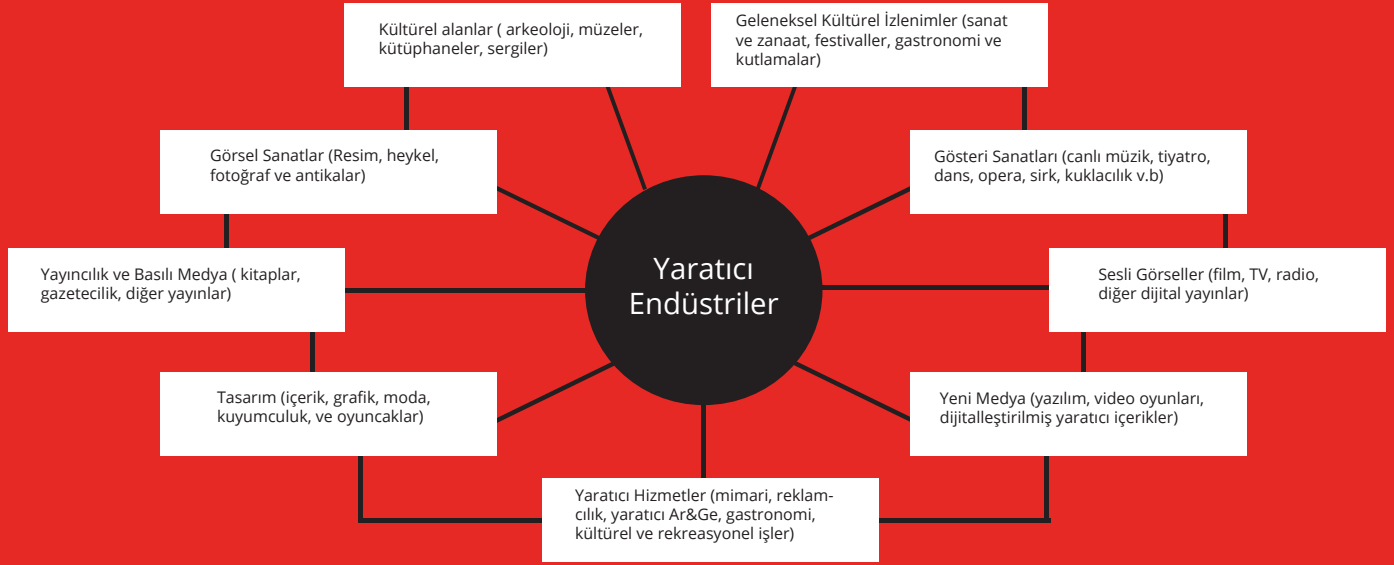 Kültürel alanlar ( arkeoloji, müzeler,
kütüphaneler, sergiler)
Geleneksel Kültürel İzlenimler (sanat
ve zanaat, festivaller, gastronomi ve
kutlamalar)
Görsel Sanatlar (Resim, heykel,
fotoğraf ve antikalar)
Gösteri Sanatları (canlı müzik, tiyatro,
dans, opera, sirk, kuklacılık v.b)
Yayıncılık ve Basılı Medya ( kitaplar,
gazetecilik, diğer yayınlar)
Yaratıcı
Endüstriler
Sesli Görseller (film, TV, radio,
diğer dijital yayınlar)
Tasarım (içerik, grafik, moda,
kuyumculuk, ve oyuncaklar)
Yeni Medya (yazılım, video oyunları,
dijitalleştirilmiş yaratıcı içerikler)
Yaratıcı Hizmetler (mimari, reklam-
cılık, yaratıcı Ar&Ge, gastronomi,
kültürel ve rekreasyonel işler)